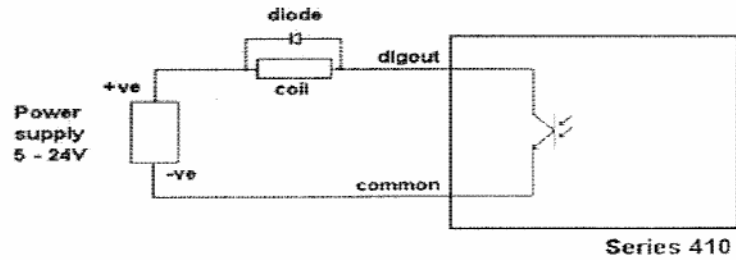 diode
digout
coil
+ve
Power
supply
5 - 24V
-ve
common
Series 410